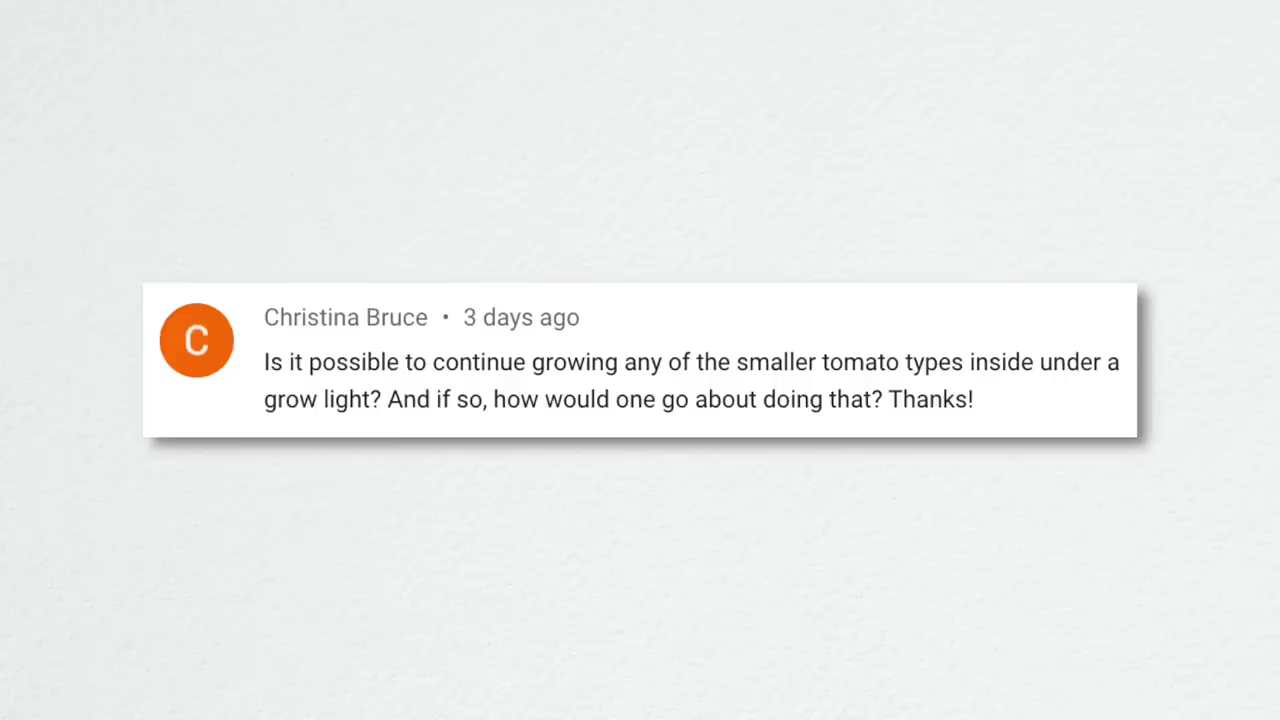 C
Christina Bruce • 3 days ago
Is it possible to continue growing any of the smaller tomato types inside under a
grow light? And if so, how would one go about doing that? Thanks!